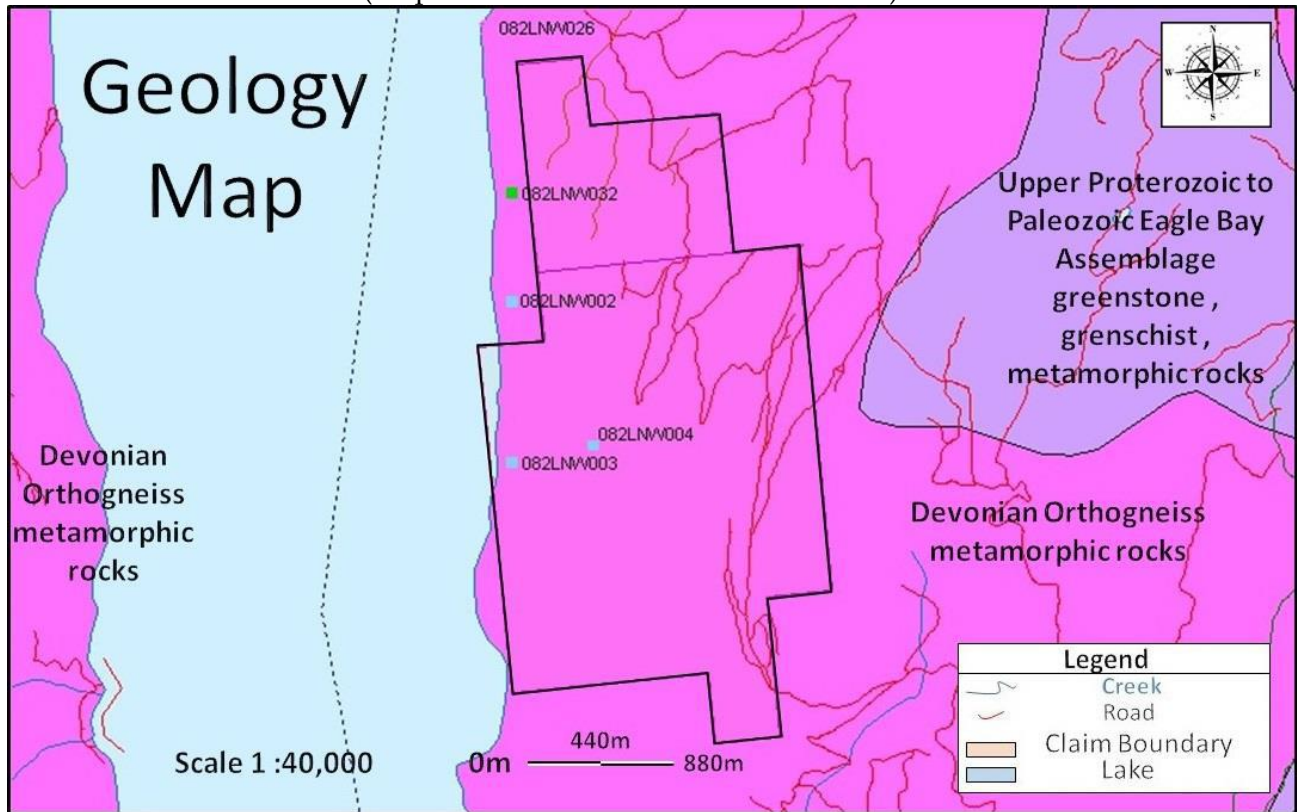 082LNW026
Geology
Map
N
W
E
S
082LNW032
082LNW002
082LNW004
082LNW003
Upper Proterozoic to
Paleozoic Eagle Bay
Assemblage
greenstone ,
grenschist ,
metamorphic rocks
Devonian
Orthogneiss
metamorphic
rocks
Devonian Orthogneiss
metamorphic rocks
Legend
Creek
Road
Claim Boundary
Lake
Scale 1 :40,000
0m
440m
880m